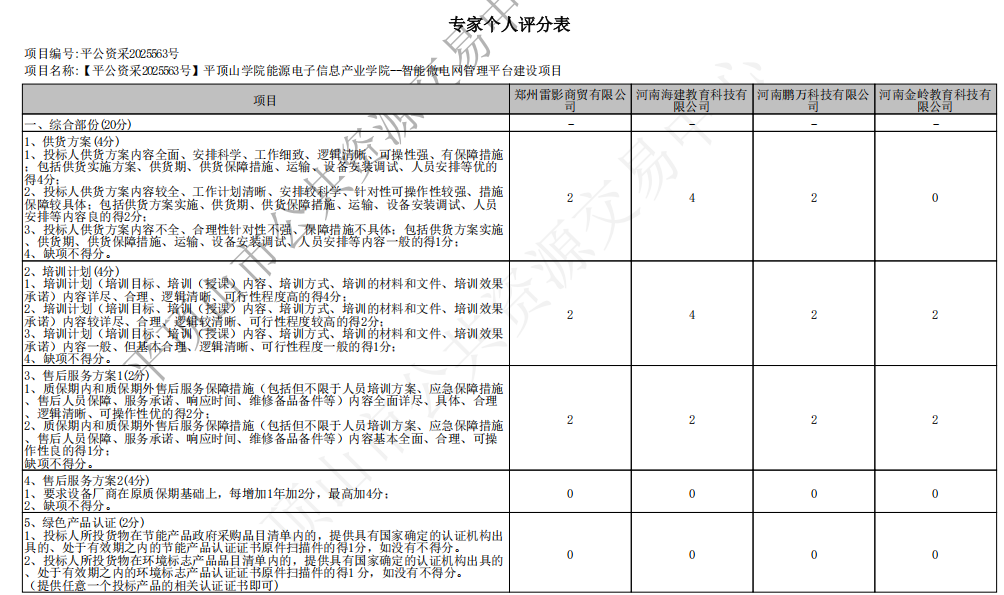 专家个人评分表
项目编号:平公资采2025563号
项目名称:【平公资采2025563号】平顶山学院能源电子信息产业学院--智能微电网管理平台建设项目
项目
郑州雷影商贸有限公
司
河南海建教育科技有
限公司
河南鹏万科技有限公
司
河南金岭教育科技有
限公司
一、综合部份(20分)
-
-
-
-
1、供货方案(4分)
1、投标人供货方案内容全面、安排科学、工作细致、逻辑清晰、可操性强、有保障措施
；包括供货实施方案、供货期、供货保障措施、运输、设备安装调试、人员安排等优的
得4分；
2、投标人供货方案内容较全、工作计划清晰、安排较科学、针对性可操作性较强、措施
保障较具体；包括供货方案实施、供货期、供货保障措施、运输、设备安装调试、人员
安排等内容良的得2分；
3、投标人供货方案内容不全、合理性针对性不强、保障措施不具体；包括供货方案实施
、供货期、供货保障措施、运输、设备安装调试、人员安排等内容一般的得1分；
4、缺项不得分。
2
4
2
0
2、培训计划(4分)
1、培训计划（培训目标、培训（授课）内容、培训方式、培训的材料和文件、培训效果
承诺）内容详尽、合理、逻辑清晰、可行性程度高的得4分；
2、培训计划（培训目标、培训（授课）内容、培训方式、培训的材料和文件、培训效果
承诺）内容较详尽、合理、逻辑较清晰、可行性程度较高的得2分；
3、培训计划（培训目标、培训（授课）内容、培训方式、培训的材料和文件、培训效果
承诺）内容一般、但基本合理、逻辑清晰、可行性程度一般的得1分；
4、缺项不得分。
2
4
2
2
3、售后服务方案1(2分)
1、质保期内和质保期外售后服务保障措施（包括但不限于人员培训方案、应急保障措施
、售后人员保障、服务承诺、响应时间、维修备品备件等）内容全面详尽、具体、合理
、逻辑清晰、可操作性优的得2分；
2、质保期内和质保期外售后服务保障措施（包括但不限于人员培训方案、应急保障措施
、售后人员保障、服务承诺、响应时间、维修备品备件等）内容基本全面、合理、可操
作性良的得1分；
缺项不得分。
2
2
2
2
4、售后服务方案2(4分)
1、要求设备厂商在原质保期基础上，每增加1年加2分，最高加4分；
2、缺项不得分。
0
0
0
0
5、绿色产品认证(2分)
1、投标人所投货物在节能产品政府采购品目清单内的，提供具有国家确定的认证机构出
具的、处于有效期之内的节能产品认证证书原件扫描件的得1分，如没有不得分。
2、投标人所投货物在环境标志产品品目清单内的，提供具有国家确定的认证机构出具的
、处于有效期之内的环境标志产品认证证书原件扫描件的得1 分，如没有不得分。
（提供任意一个投标产品的相关认证证书即可）
0
0
0
0
平顶山市公共资源交易中
顶山市公共资源交易中心